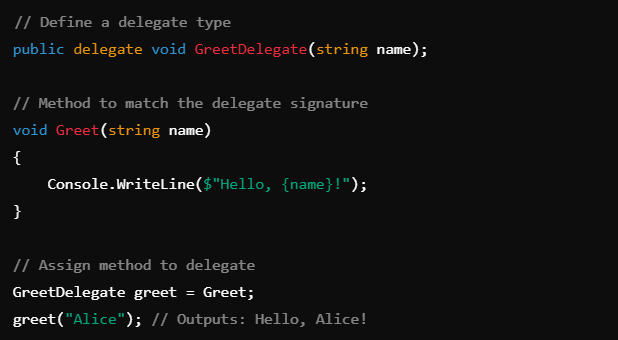 // Define a delegate type
public delegate void GreetDelegate(string name);
// Method to match the delegate signature
void Greet(string name)
{
    Console.WriteLine($"Hello, {name}!");
}
// Assign method to delegate
GreetDelegate greet = Greet;
greet("Alice"); // Outputs: Hello, Alice!